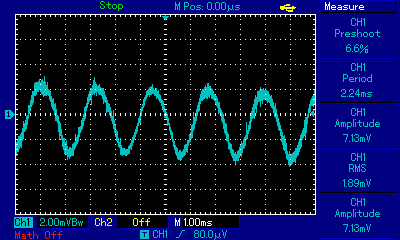 Stop M Pos: 0.00μs Measure
CH1
Preshoot
6.6%
CH1
Period
2.24ms
CH1
Amplitude
7.13mV
CH1
RMS
1.89mV
CH1
Amplitude
7.13mV
1
Ch1 2.00mVBw Ch2 Off M 1.00ms
Math Off T CH1 80.0μV